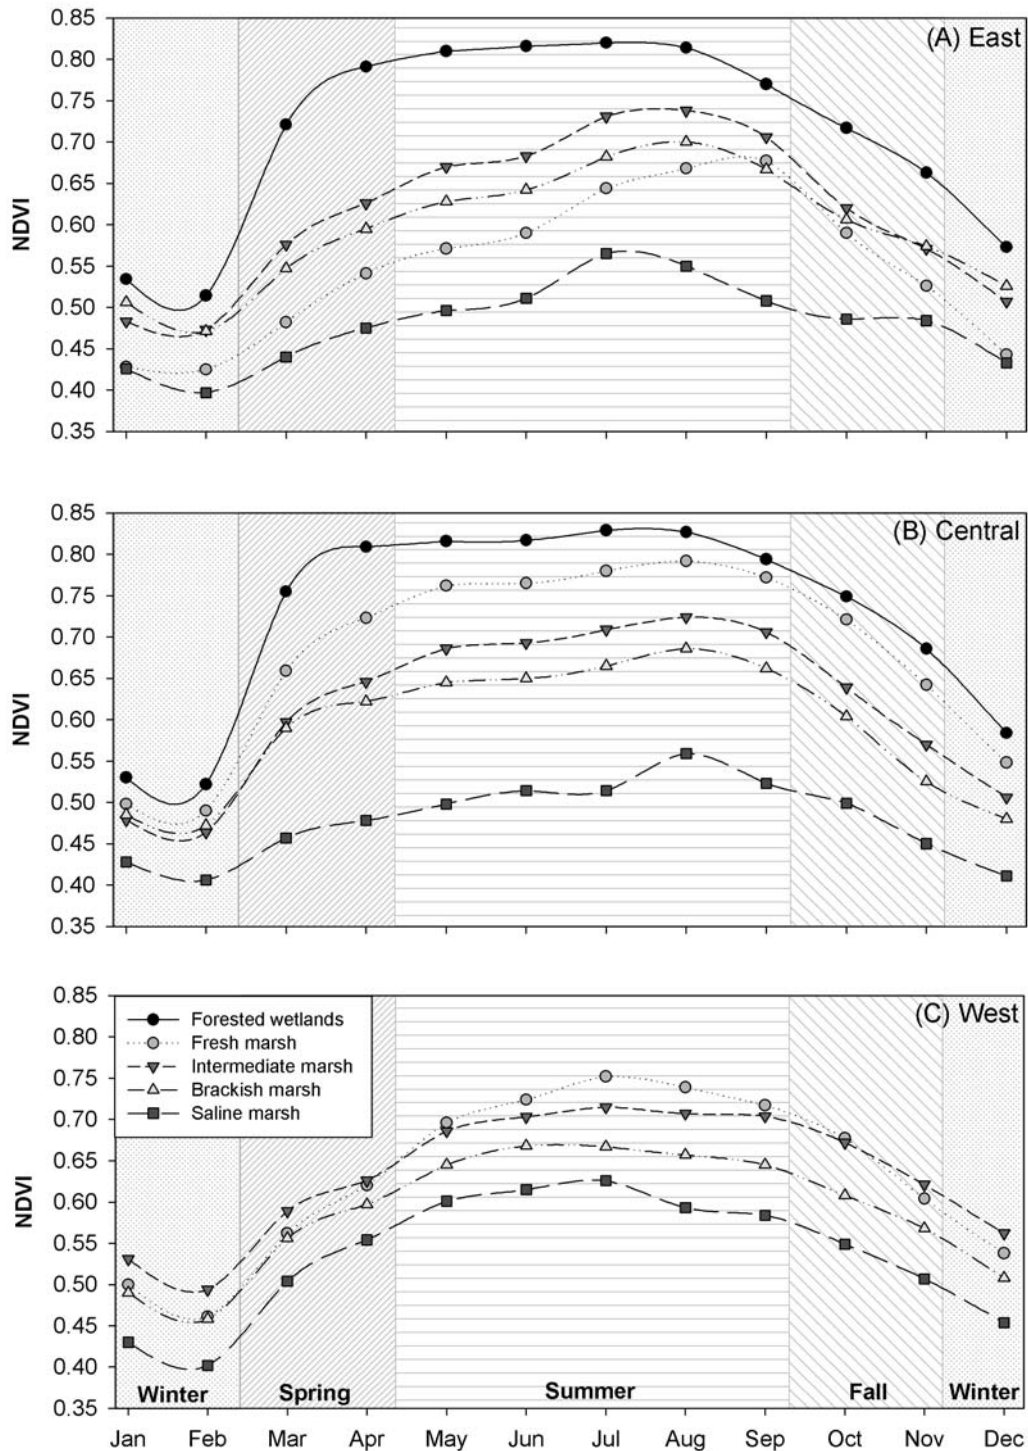 (A) East
0.85
0.80
0.75
0.70
0.65
0.60
0.55
0.50
0.45
0.40
0.35
NDVI
(B) Central
0.85
0.80
0.75
0.70
0.65
0.60
0.55
0.50
0.45
0.40
0.35
NDVI
(C) West
0.85
0.80
0.75
0.70
0.65
0.60
0.55
0.50
0.45
0.40
0.35
NDVI
Forested wetlands
Fresh marsh
Intermediate marsh
Brackish marsh
Saline marsh
Winter Spring Summer Fall Winter
Jan Feb Mar Apr May Jun Jul Aug Sep Oct Nov Dec